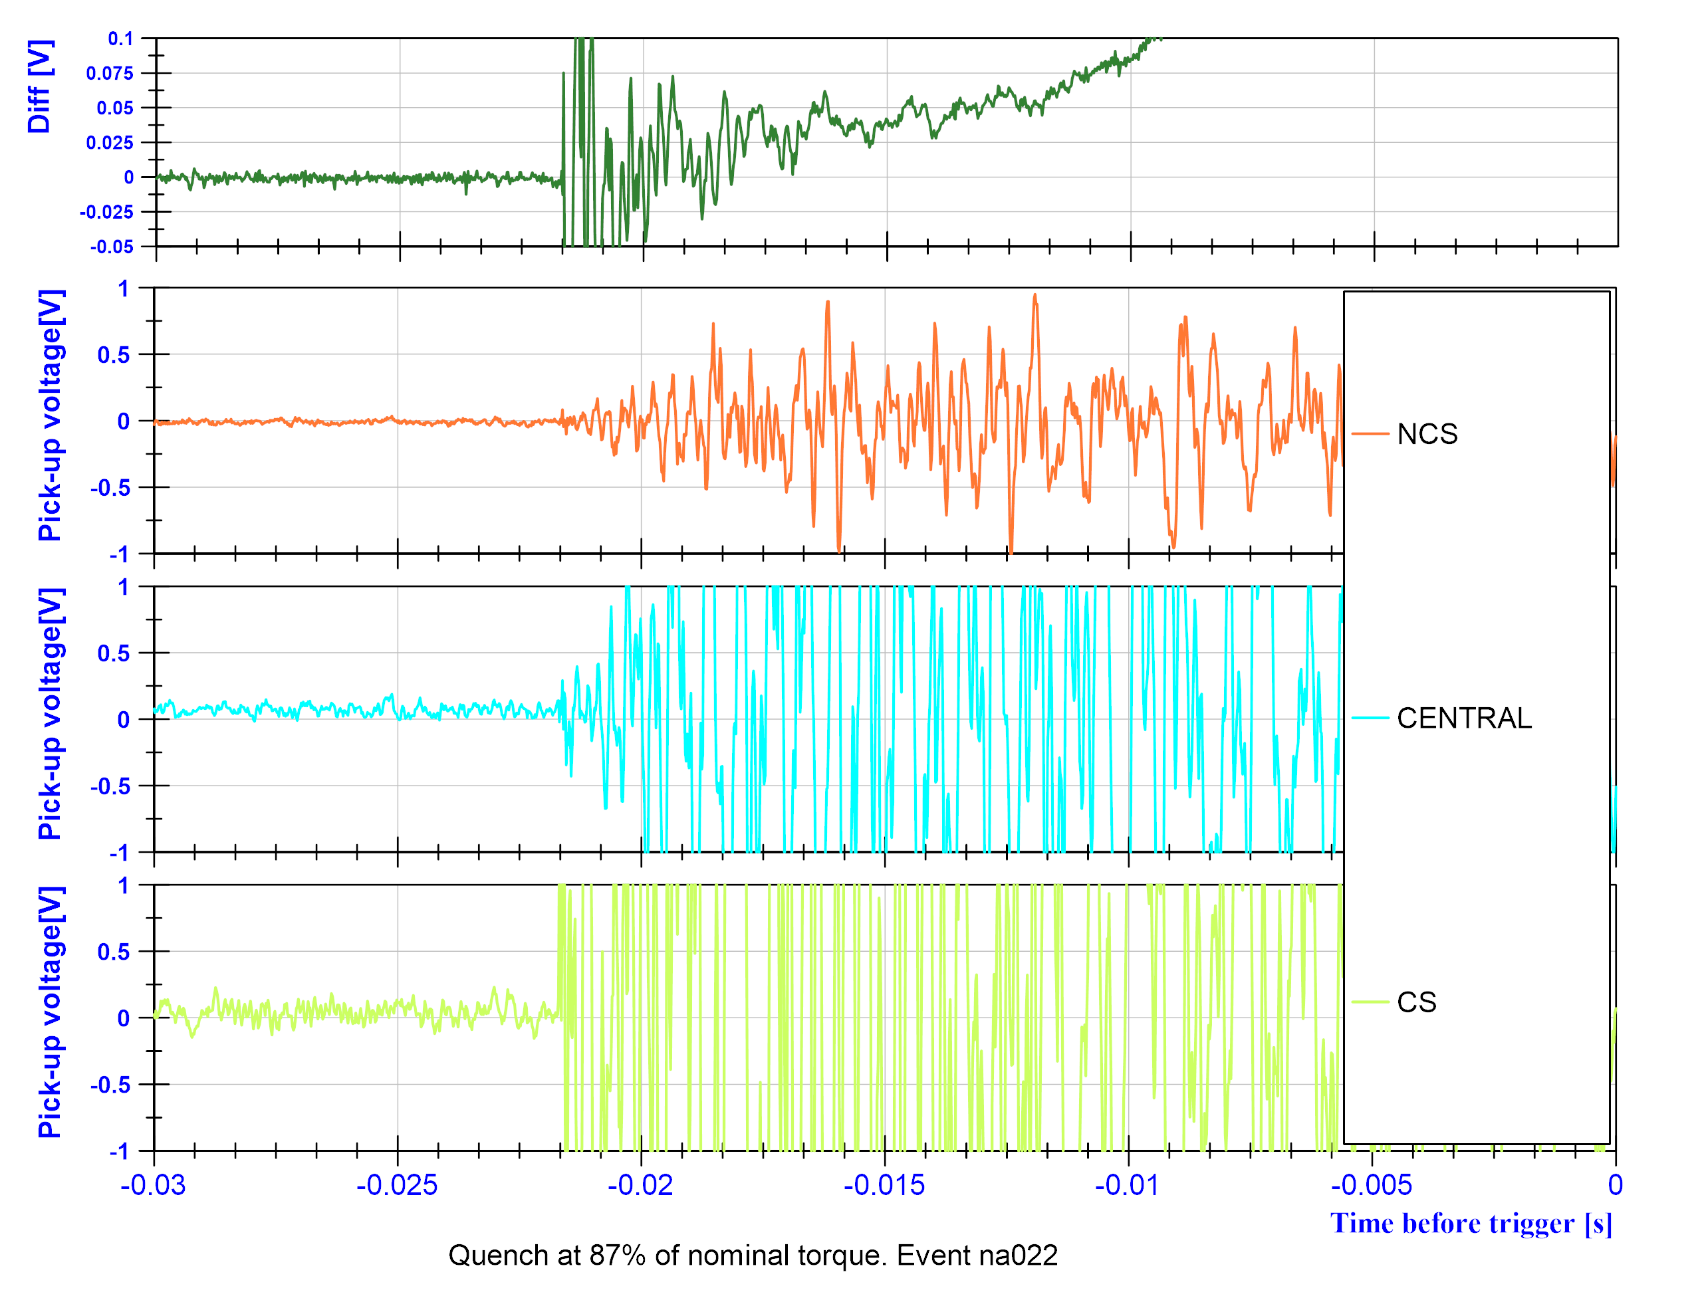 Diff [V]
0.1
0.075
0.05
0.025
0
-0.025
-0.05
Pick-up voltage[V]
1
0.5
0
-0.5
-1
NCS
Pick-up voltage[V]
1
0.5
0
-0.5
-1
CENTRAL
Pick-up voltage[V]
1
0.5
0
-0.5
-1
CS
-0.03 -0.025 -0.02 -0.015 -0.01 -0.005 0
Time before trigger [s]
Quench at 87% of nominal torque. Event na022